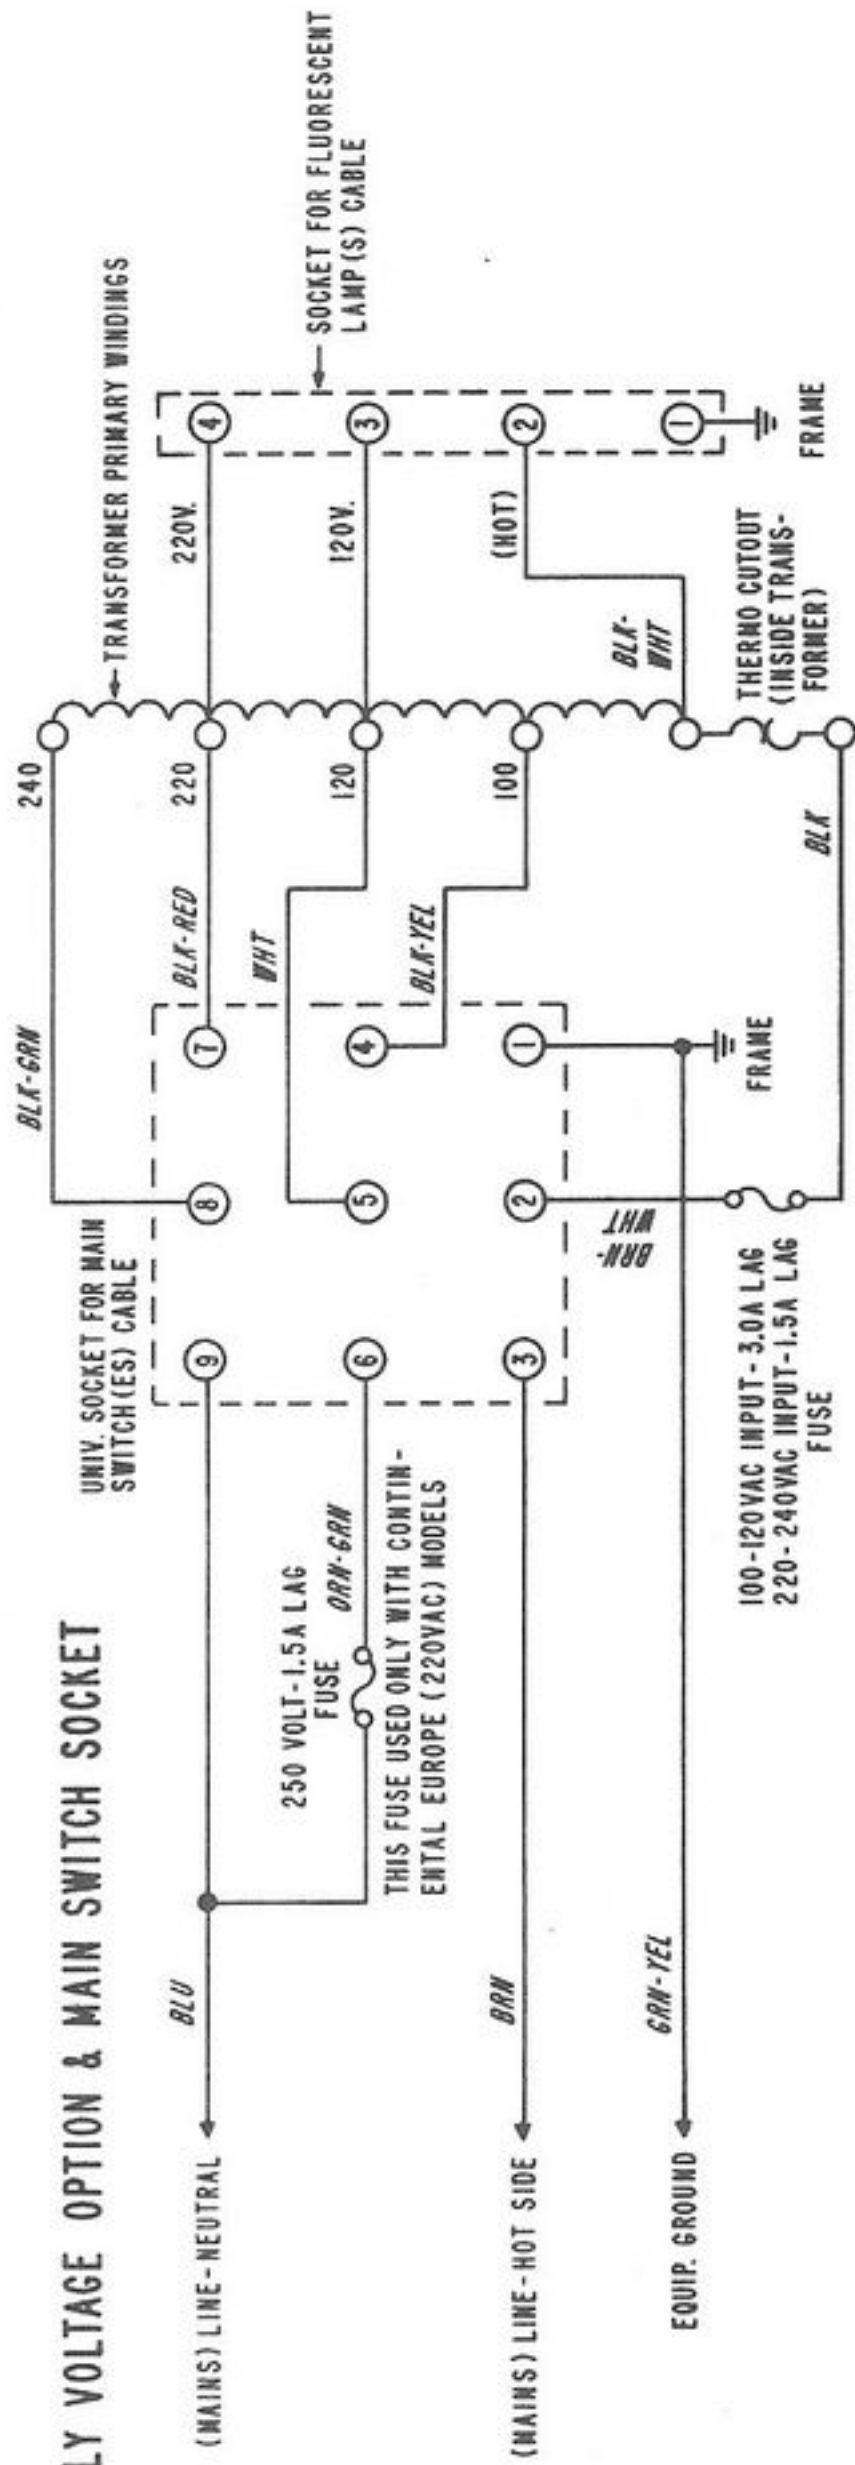 LY VOLTAGE OPTION & MAIN SWITCH SOCKET
UNIV. SOCKET FOR MAIN
SWITCH(ES) CABLE
BLK-GRN
240
TRANSFORMER PRIMARY WINDINGS
SOCKET FOR FLUORESCENT
LAMP(S) CABLE
(MAINS) LINE-NEUTRAL
BLU
9
8
7
BLK-RED
220
220V.
4
WHT
250 VOLT-1.5A LAG
FUSE
ORN-GRN
6
5
4
120
120V.
3
THIS FUSE USED ONLY WITH CONTIN-
ENTAL EUROPE (220VAC) MODELS
BLK-YEL
100
(HOT)
2
(MAINS) LINE-HOT SIDE
BRN
3
2
1
BRN-
WHT
BLK-
WHT
1
EQUIP. GROUND
GRN-YEL
FRAME
FRAME
THERMO CUTOUT
(INSIDE TRANS-
FORMER)
100-120VAC INPUT-3.0A LAG
220-240VAC INPUT-1.5A LAG
FUSE
BLK